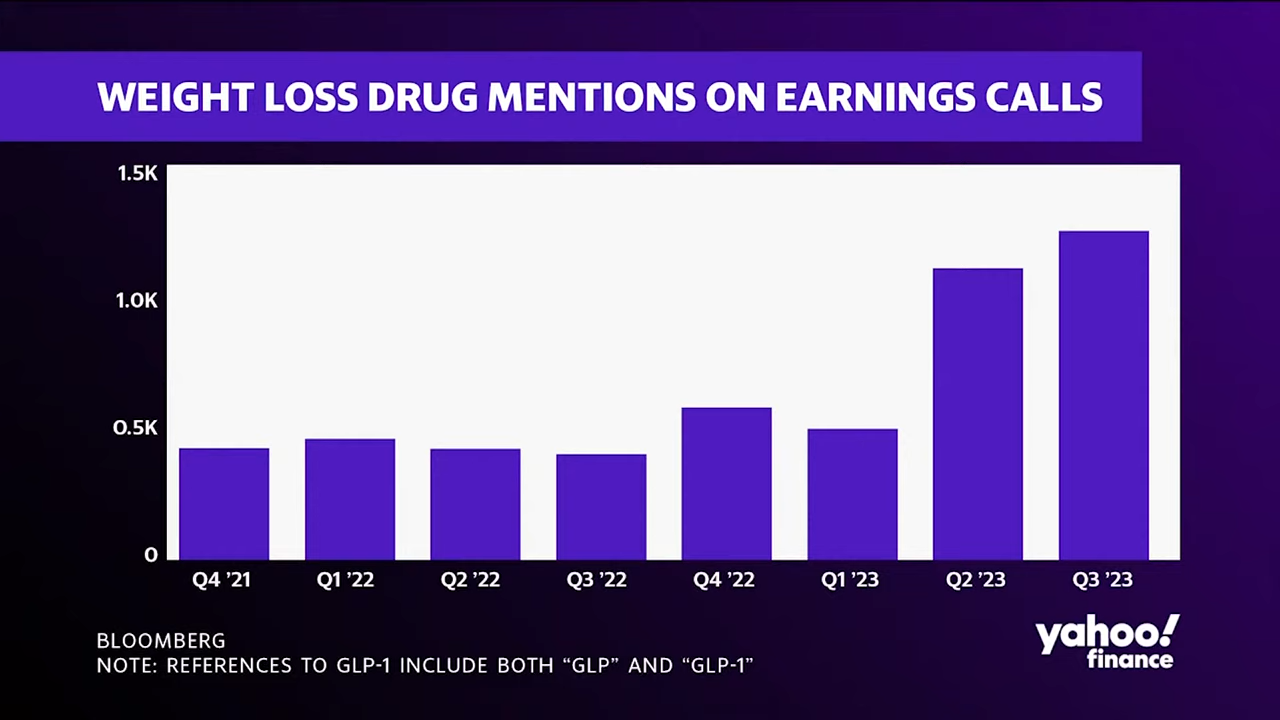 WEIGHT LOSS DRUG MENTIONS ON EARNINGS CALLS
1.5K
1.0K
0.5K
0
Q4 ’21 Q1 ’22 Q2 ’22 Q3 ’22 Q4 ’22 Q1 ’23 Q2 ’23 Q3 ’23
BLOOMBERG
NOTE: REFERENCES TO GLP-1 INCLUDE BOTH “GLP” AND “GLP-1”
yahoo!
finance